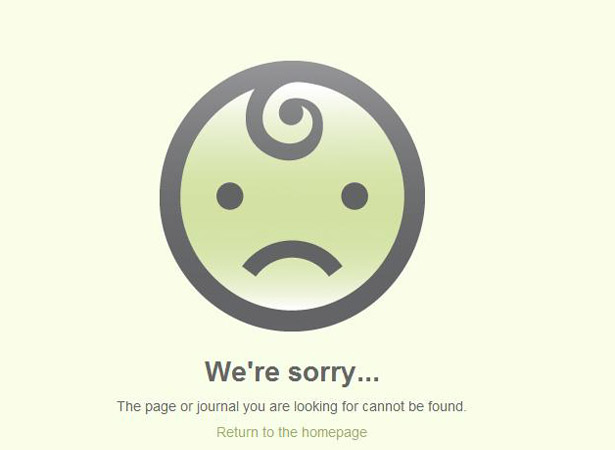 We're sorry...
The page or journal you are looking for cannot be found.
Return to the homepage